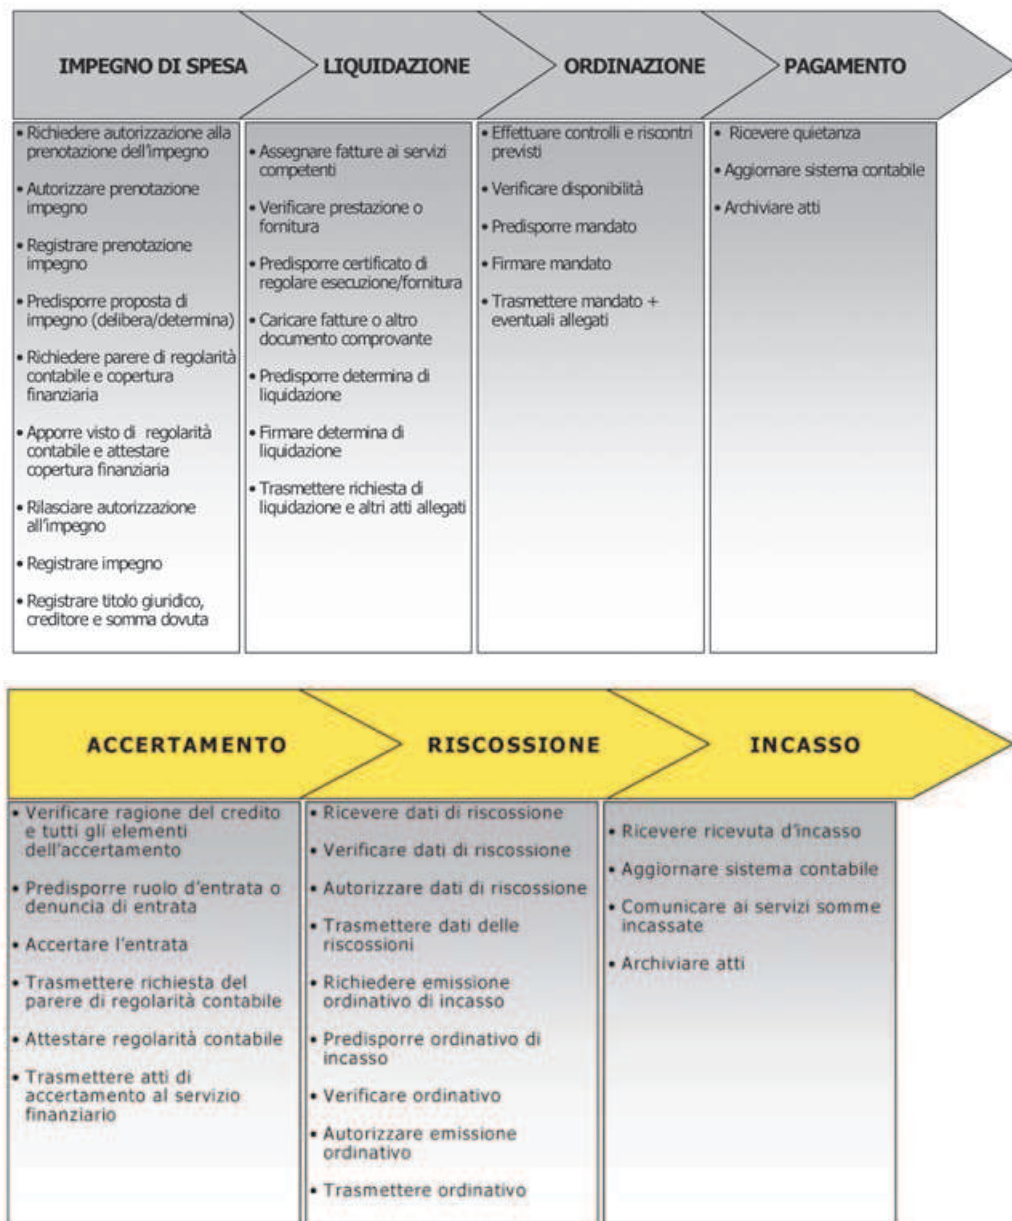 IMPEGNO DI SPESA
LIQUIDAZIONE
ORDINAZIONE
PAGAMENTO
• Richiedere autorizzazione alla
prenotazione dell'impegno
• Autorizzare prenotazione
impegno
• Registrare prenotazione
impegno
• Predisporre proposta di
impegno (delibera/determina)
• Richiedere parere di regolarità
contabile e copertura
finanziaria
• Apporre visto di regolarità
contabile e attestare
copertura finanziaria
• Rilasciare autorizzazione
all'impegno
• Registrare impegno
• Registrare titolo giuridico,
creditore e somma dovuta
• Assegnare fatture ai servizi
competenti
• Verificare prestazione o
fornitura
• Predisporre certificato di
regolare esecuzione/fornitura
• Caricare fatture o altro
documento comprovante
• Predisporre determina di
liquidazione
• Firmare determina di
liquidazione
• Trasmettere richiesta di
liquidazione e altri atti allegati
• Effettuare controlli e riscontri
previsti
• Verificare disponibilità
• Predisporre mandato
• Firmare mandato
• Trasmettere mandato +
eventuali allegati
• Ricevere quietanza
• Aggiornare sistema contabile
• Archiviare atti
ACCERTAMENTO
RISCOSSIONE
INCASSO
• Verificare ragione del credito
e tutti gli elementi
dell'accertamento
• Predisporre ruolo d'entrata o
denuncia di entrata
• Accertare l'entrata
• Trasmettere richiesta del
parere di regolarità contabile
• Attestare regolarità contabile
• Trasmettere atti di
accertamento al servizio
finanziario
• Ricevere dati di riscossione
• Verificare dati di riscossione
• Autorizzare dati di riscossione
• Trasmettere dati delle
riscossioni
• Richiedere emissione
ordinativo di incasso
• Predisporre ordinativo di
incasso
• Verificare ordinativo
• Autorizzare emissione
ordinativo
• Trasmettere ordinativo
• Ricevere ricevuta d'incasso
• Aggiornare sistema contabile
• Comunicare ai servizi somme
incassate
• Archiviare atti